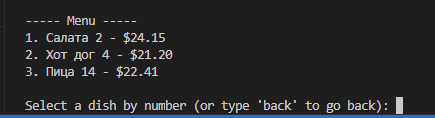 ----- Menu -----
1. Салата 2 - $24.15
2. Хот дог 4 - $21.20
3. Пица 14 - $22.41
Select a dish by number (or type 'back' to go back):